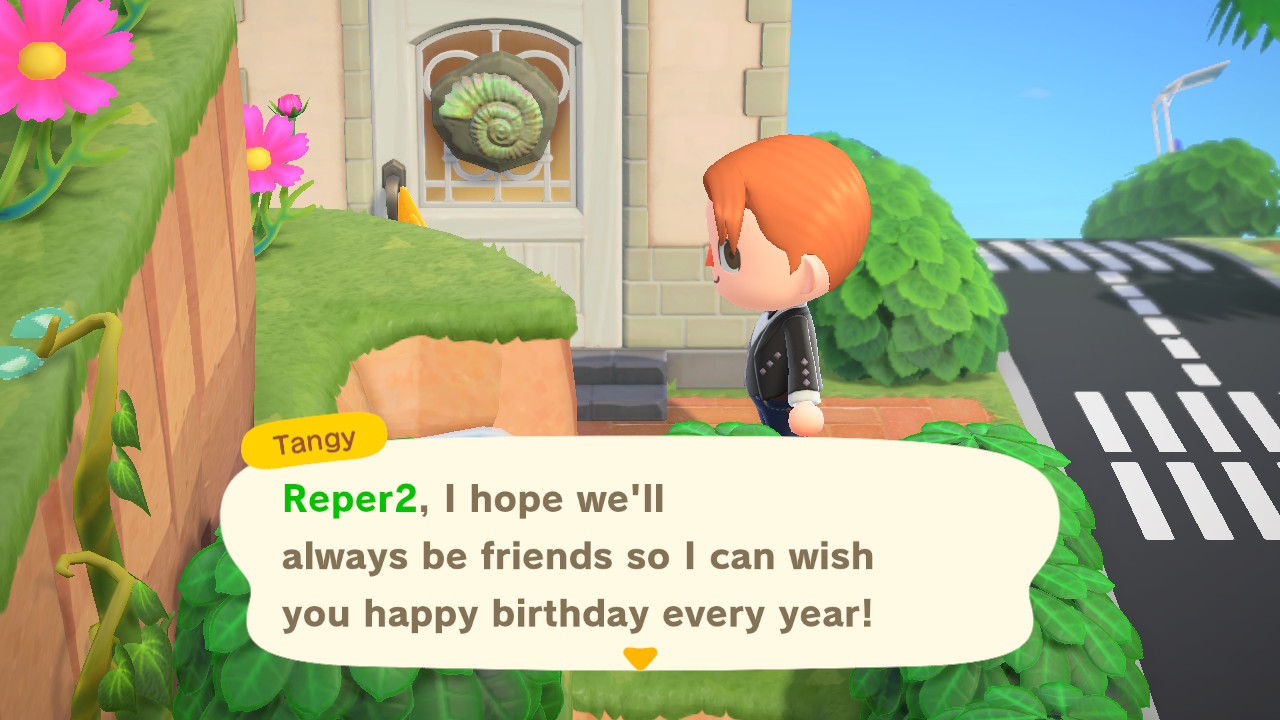 Tangy
Reper2, I hope we'll
always be friends so I can wish
you happy birthday every year!